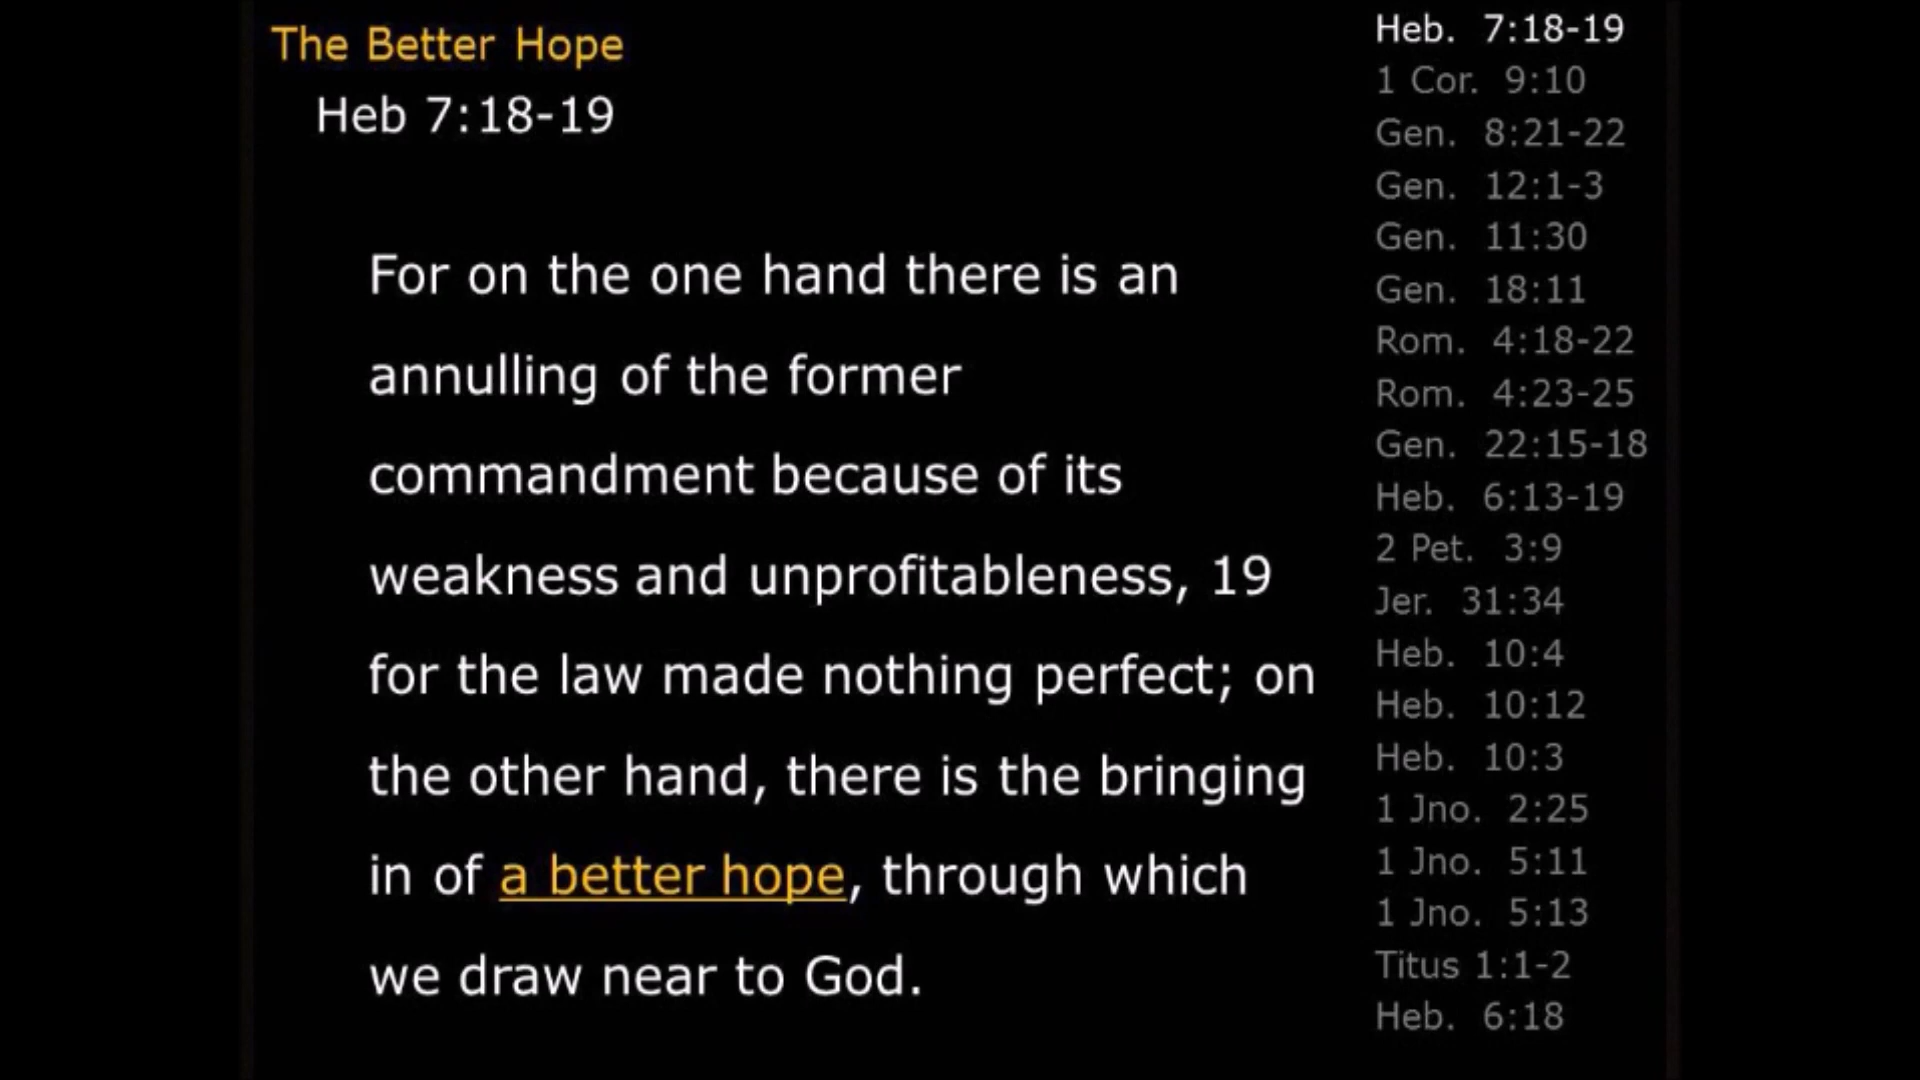 The Better Hope
Heb 7:18-19
For on the one hand there is an
annulling of the former
commandment because of its
weakness and unprofitableness, 19
for the law made nothing perfect; on
the other hand, there is the bringing
in of a better hope, through which
we draw near to God.
Heb. 7:18-19
1 Cor. 9:10
Gen. 8:21-22
Gen. 12:1-3
Gen. 11:30
Gen. 18:11
Rom. 4:18-22
Rom. 4:23-25
Gen. 22:15-18
Heb. 6:13-19
2 Pet. 3:9
Jer. 31:34
Heb. 10:4
Heb. 10:12
Heb. 10:3
1 Jno. 2:25
1 Jno. 5:11
1 Jno. 5:13
Titus 1:1-2
Heb. 6:18